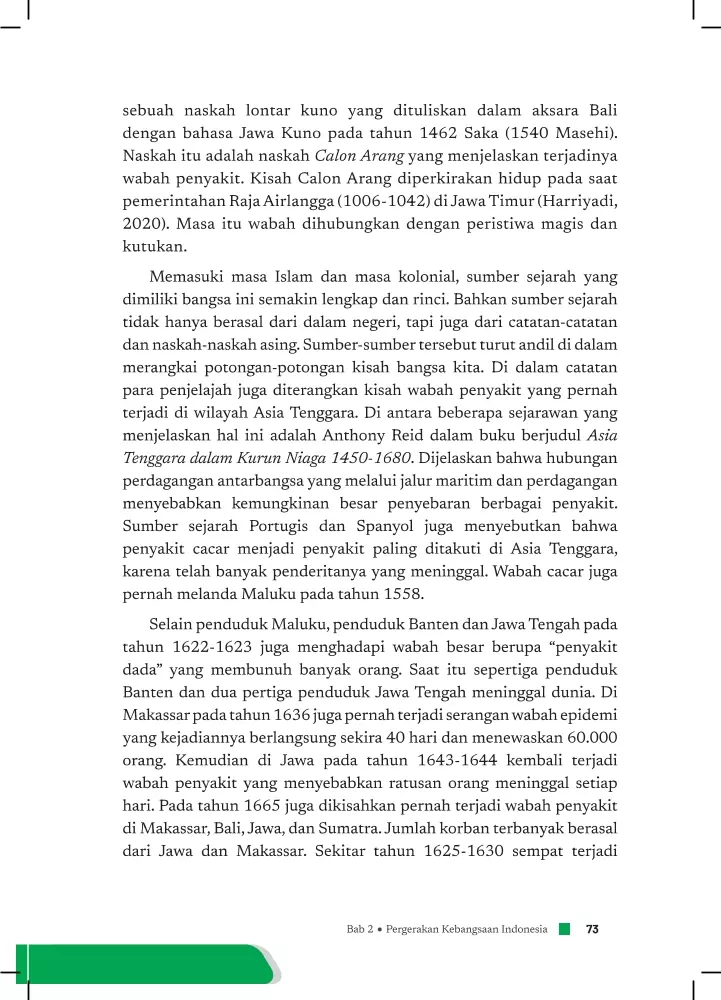 sebuah naskah lontar kuno yang dituliskan dalam aksara Bali
dengan bahasa Jawa Kuno pada tahun 1462 Saka (1540 Masehi).
Naskah itu adalah naskah Calon Arang yang menjelaskan terjadinya
wabah penyakit. Kisah Calon Arang diperkirakan hidup pada saat
pemerintahan Raja Airlangga (1006-1042) di Jawa Timur (Harriyadi,
2020). Masa itu wabah dihubungkan dengan peristiwa magis dan
kutukan.
Memasuki masa Islam dan masa kolonial, sumber sejarah yang
dimiliki bangsa ini semakin lengkap dan rinci. Bahkan sumber sejarah
tidak hanya berasal dari dalam negeri, tapi juga dari catatan-catatan
dan naskah-naskah asing. Sumber-sumber tersebut turut andil di dalam
merangkai potongan-potongan kisah bangsa kita. Di dalam catatan
para penjelajah juga diterangkan kisah wabah penyakit yang pernah
terjadi di wilayah Asia Tenggara. Di antara beberapa sejarawan yang
menjelaskan hal ini adalah Anthony Reid dalam buku berjudul Asia
Tenggara dalam Kurun Niaga 1450-1680. Dijelaskan bahwa hubungan
perdagangan antarbangsa yang melalui jalur maritim dan perdagangan
menyebabkan kemungkinan besar penyebaran berbagai penyakit.
Sumber sejarah Portugis dan Spanyol juga menyebutkan bahwa
penyakit cacar menjadi penyakit paling ditakuti di Asia Tenggara,
karena telah banyak penderitanya yang meninggal. Wabah cacar juga
pernah melanda Maluku pada tahun 1558.
Selain penduduk Maluku, penduduk Banten dan Jawa Tengah pada
tahun 1622-1623 juga menghadapi wabah besar berupa “penyakit
dada” yang membunuh banyak orang. Saat itu sepertiga penduduk
Banten dan dua pertiga penduduk Jawa Tengah meninggal dunia. Di
Makassar pada tahun 1636 juga pernah terjadi serangan wabah epidemi
yang kejadiannya berlangsung sekira 40 hari dan menewaskan 60.000
orang. Kemudian di Jawa pada tahun 1643-1644 kembali terjadi
wabah penyakit yang menyebabkan ratusan orang meninggal setiap
hari. Pada tahun 1665 juga dikisahkan pernah terjadi wabah penyakit
di Makassar, Bali, Jawa, dan Sumatra. Jumlah korban terbanyak berasal
dari Jawa dan Makassar. Sekitar tahun 1625-1630 sempat terjadi
Bab 2 • Pergerakan Kebangsaan Indonesia 73